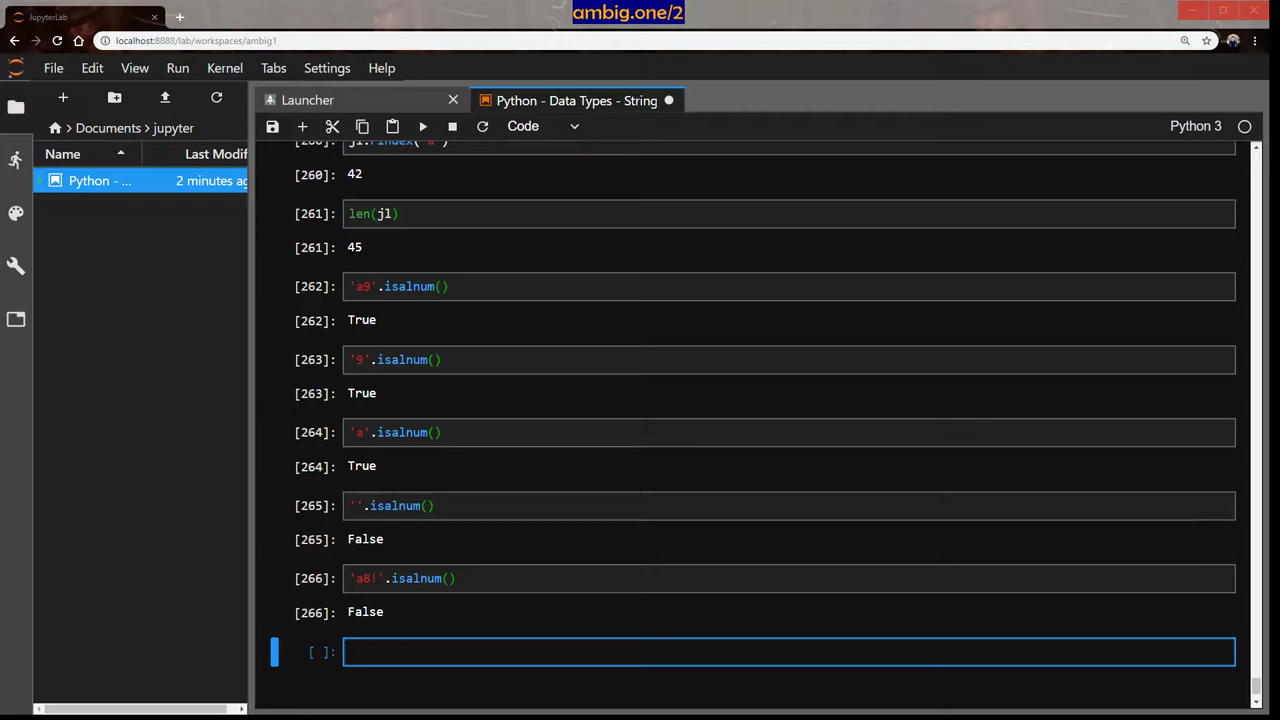 ambig.one/2
JupyterLab
localhost:8888/lab/workspaces/ambig1
File Edit View Run Kernel Tabs Settings Help
Launcher
Python - Data Types - String
Documents > jupyter
Code
Python 3
Name Last Modif
Python - ... 2 minutes ag
[260]: 42
[261]: len(jl)
[261]: 45
[262]: 'a9'.isalnum()
[262]: True
[263]: '9'.isalnum()
[263]: True
[264]: 'a'.isalnum()
[264]: True
[265]: ''.isalnum()
[265]: False
[266]: 'a8!'.isalnum()
[266]: False
[ ]: